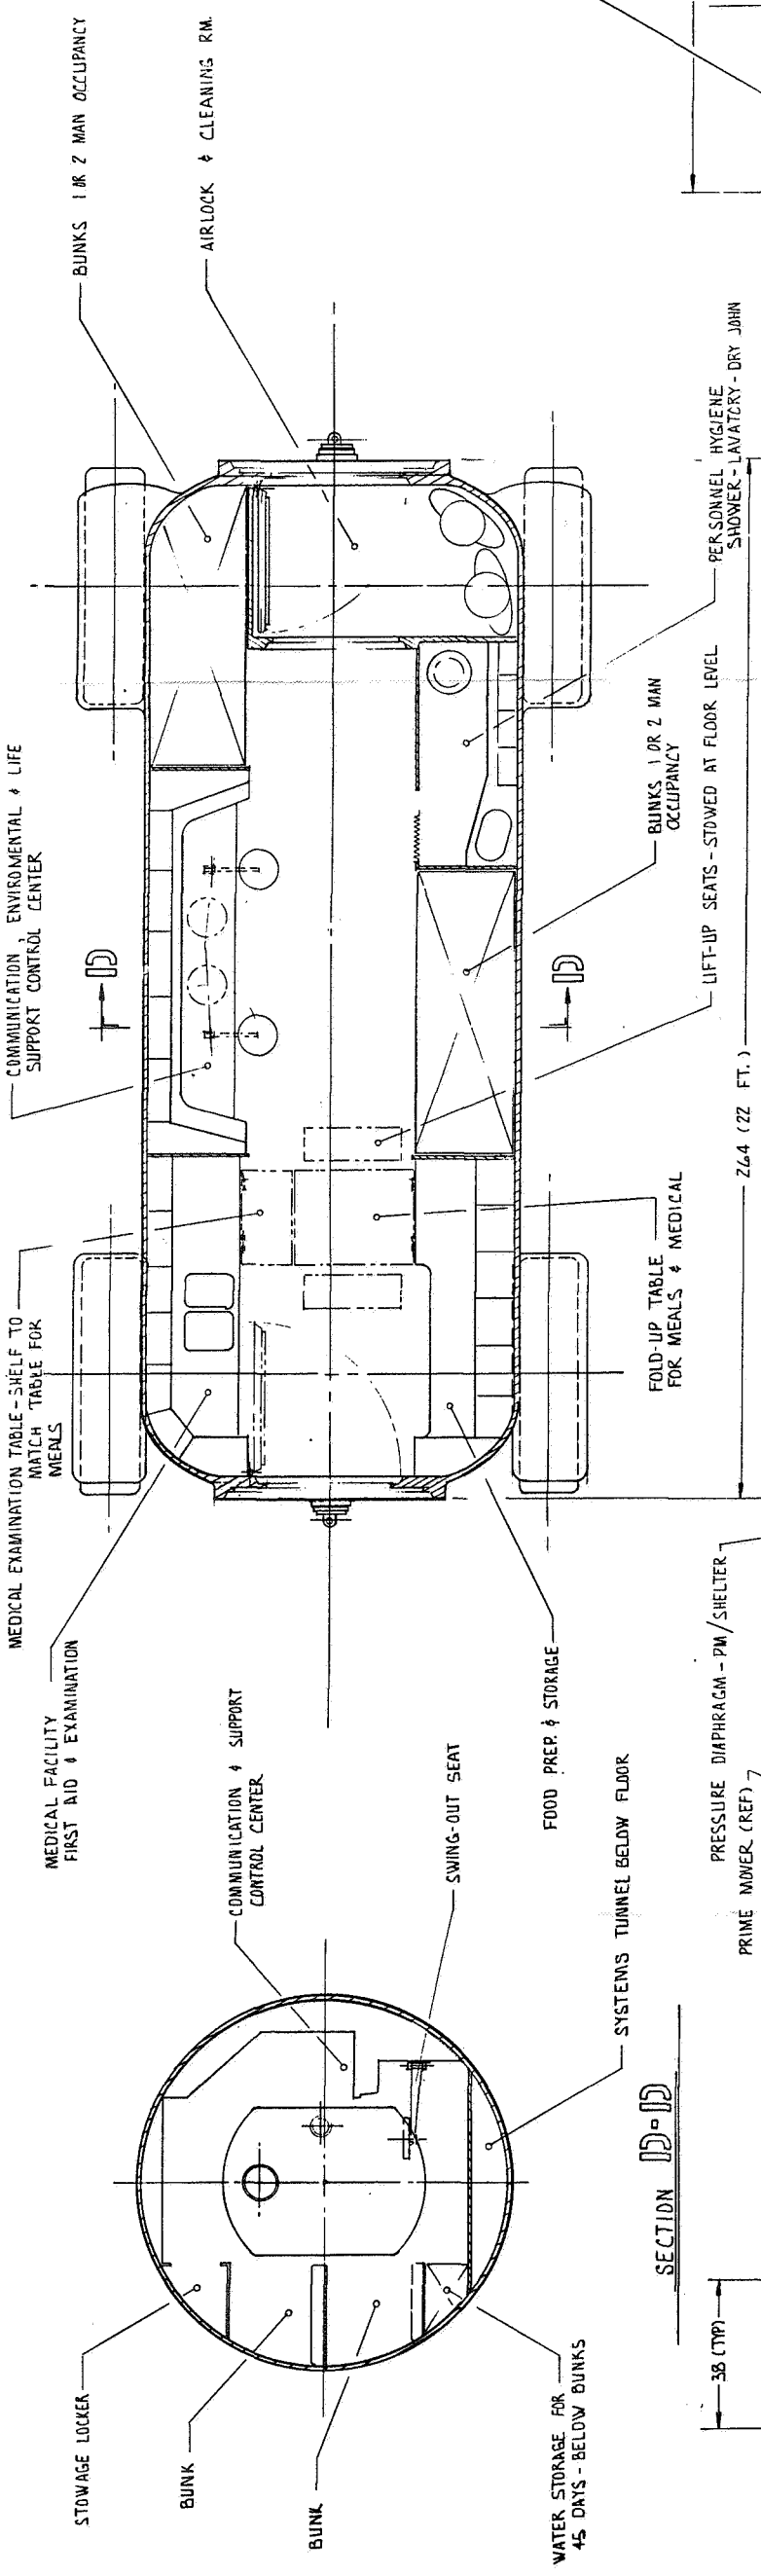 BUNKS 1 OR 2 MAN OCCUPANCY
AIRLOCK & CLEANING RM.
COMMUNICATION, ENVIROMENTAL & LIFE
SUPPORT CONTROL CENTER
D
D
PERSONNEL HYGIENE
SHOWER-LAVATORY-DRY JOHN
BUNKS 1 OR 2 MAN
OCCUPANCY
LIFT-UP SEATS-STOWED AT FLOOR LEVEL
264 (22 FT.)
MEDICAL EXAMINATION TABLE-SHELF TO
MATCH TABLE FOR
MEALS
FOLD-UP TABLE
FOR MEALS & MEDICAL
MEDICAL FACILITY
FIRST AID & EXAMINATION
FOOD PREP. & STORAGE
PRESSURE DIAPHRAGM-PM/SHELTER
PRIME MOVER (REF)
COMMUNICATION & SUPPORT
CONTROL CENTER
SWING-OUT SEAT
SYSTEMS TUNNEL BELOW FLOOR
SECTION D-D
STOWAGE LOCKER
BUNK
BUNK
WATER STORAGE FOR
45 DAYS-BELOW BUNKS
38 (TYP)